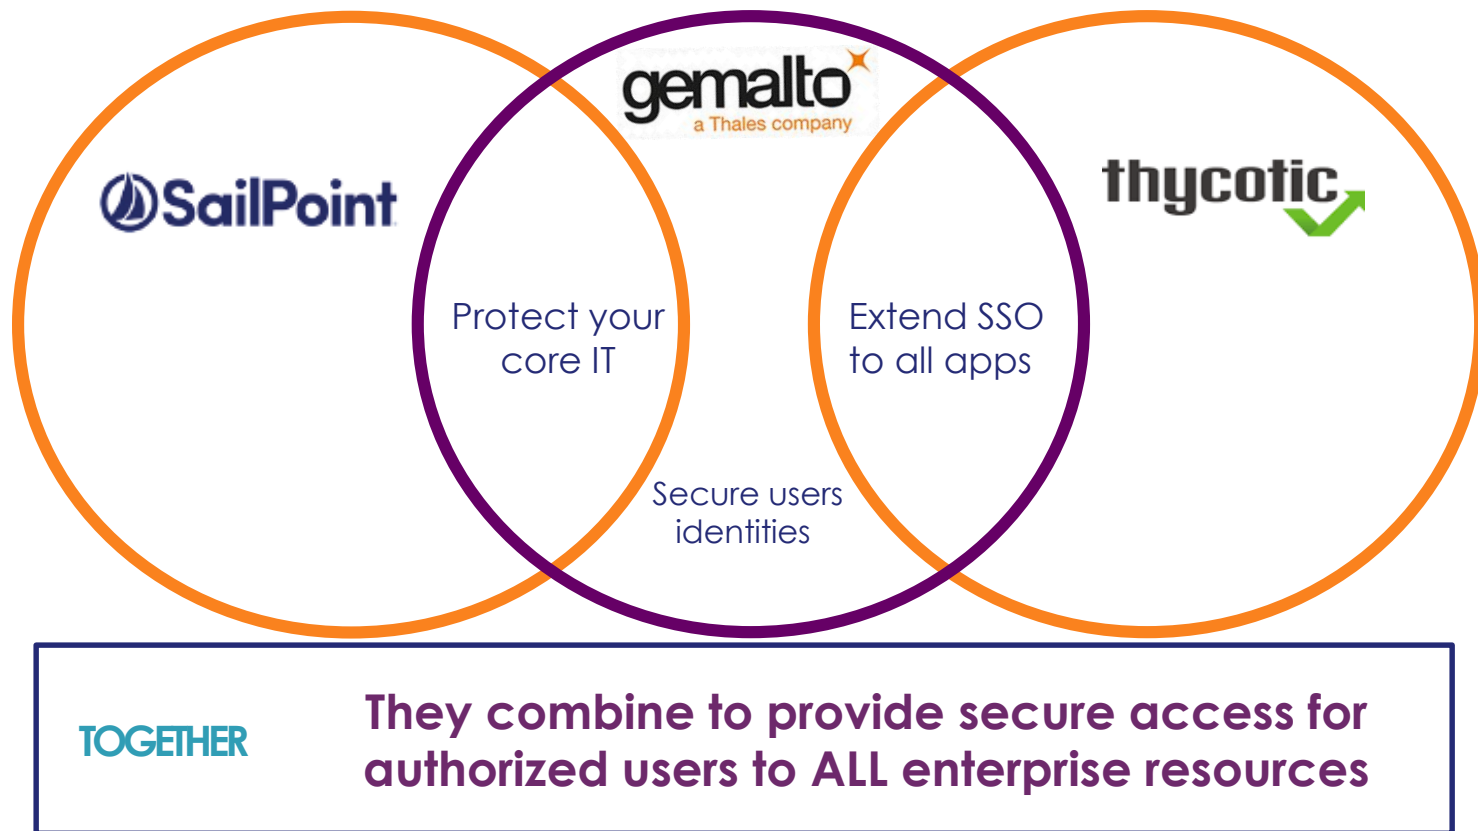 gemalto
a Thales company
SailPoint
thycotic
Protect your
core IT
Extend SSO
to all apps
Secure users
identities
TOGETHER
They combine to provide secure access for
authorized users to ALL enterprise resources